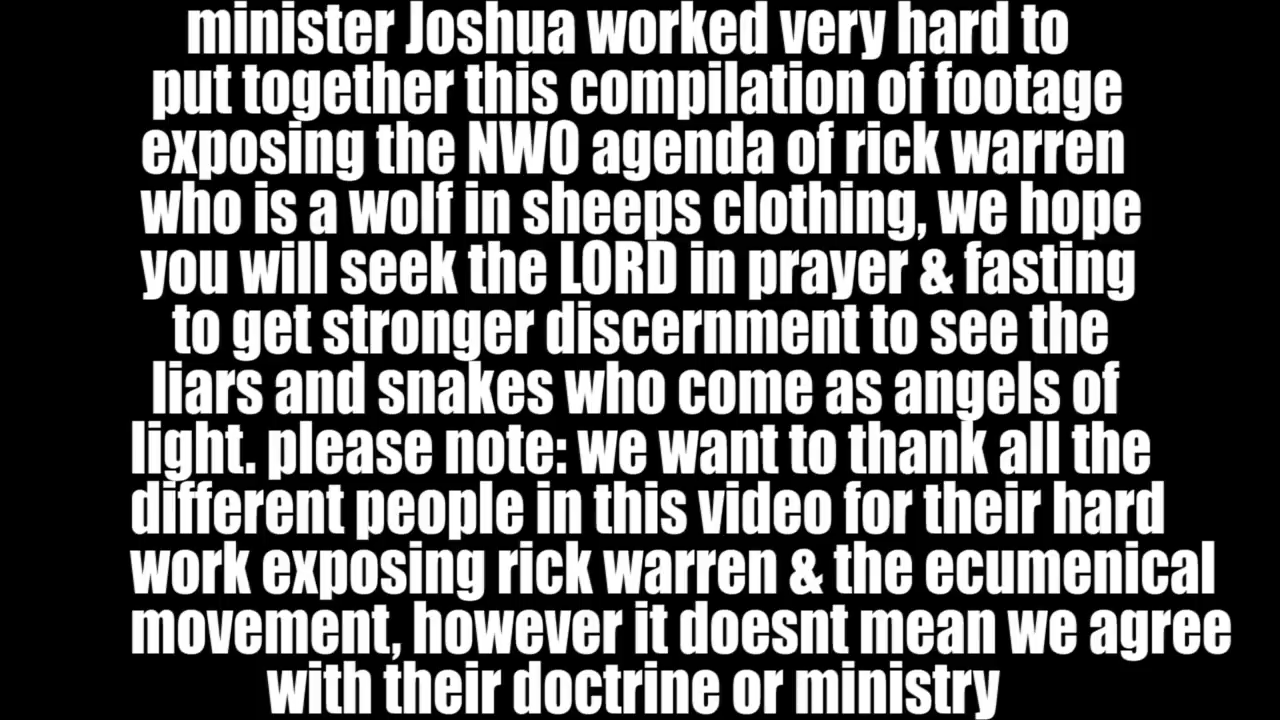 minister Joshua worked very hard to
put together this compilation of footage
exposing the NWO agenda of rick warren
who is a wolf in sheeps clothing, we hope
you will seek the LORD in prayer & fasting
to get stronger discernment to see the
liars and snakes who come as angels of
light. please note: we want to thank all the
different people in this video for their hard
work exposing rick warren & the ecumenical
movement, however it doesnt mean we agree
with their doctrine or ministry